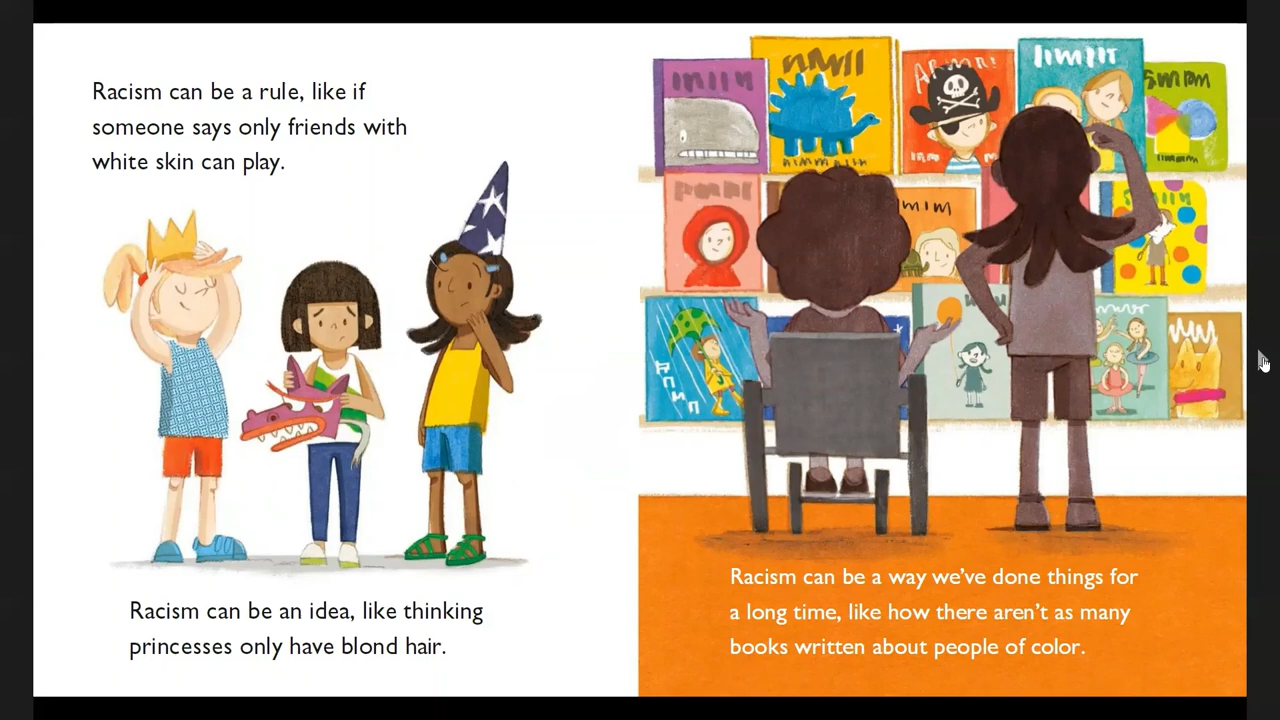 Racism can be a rule, like if
someone says only friends with
white skin can play.
Racism can be an idea, like thinking
princesses only have blond hair.
Racism can be a way we’ve done things for
a long time, like how there aren’t as many
books written about people of color.